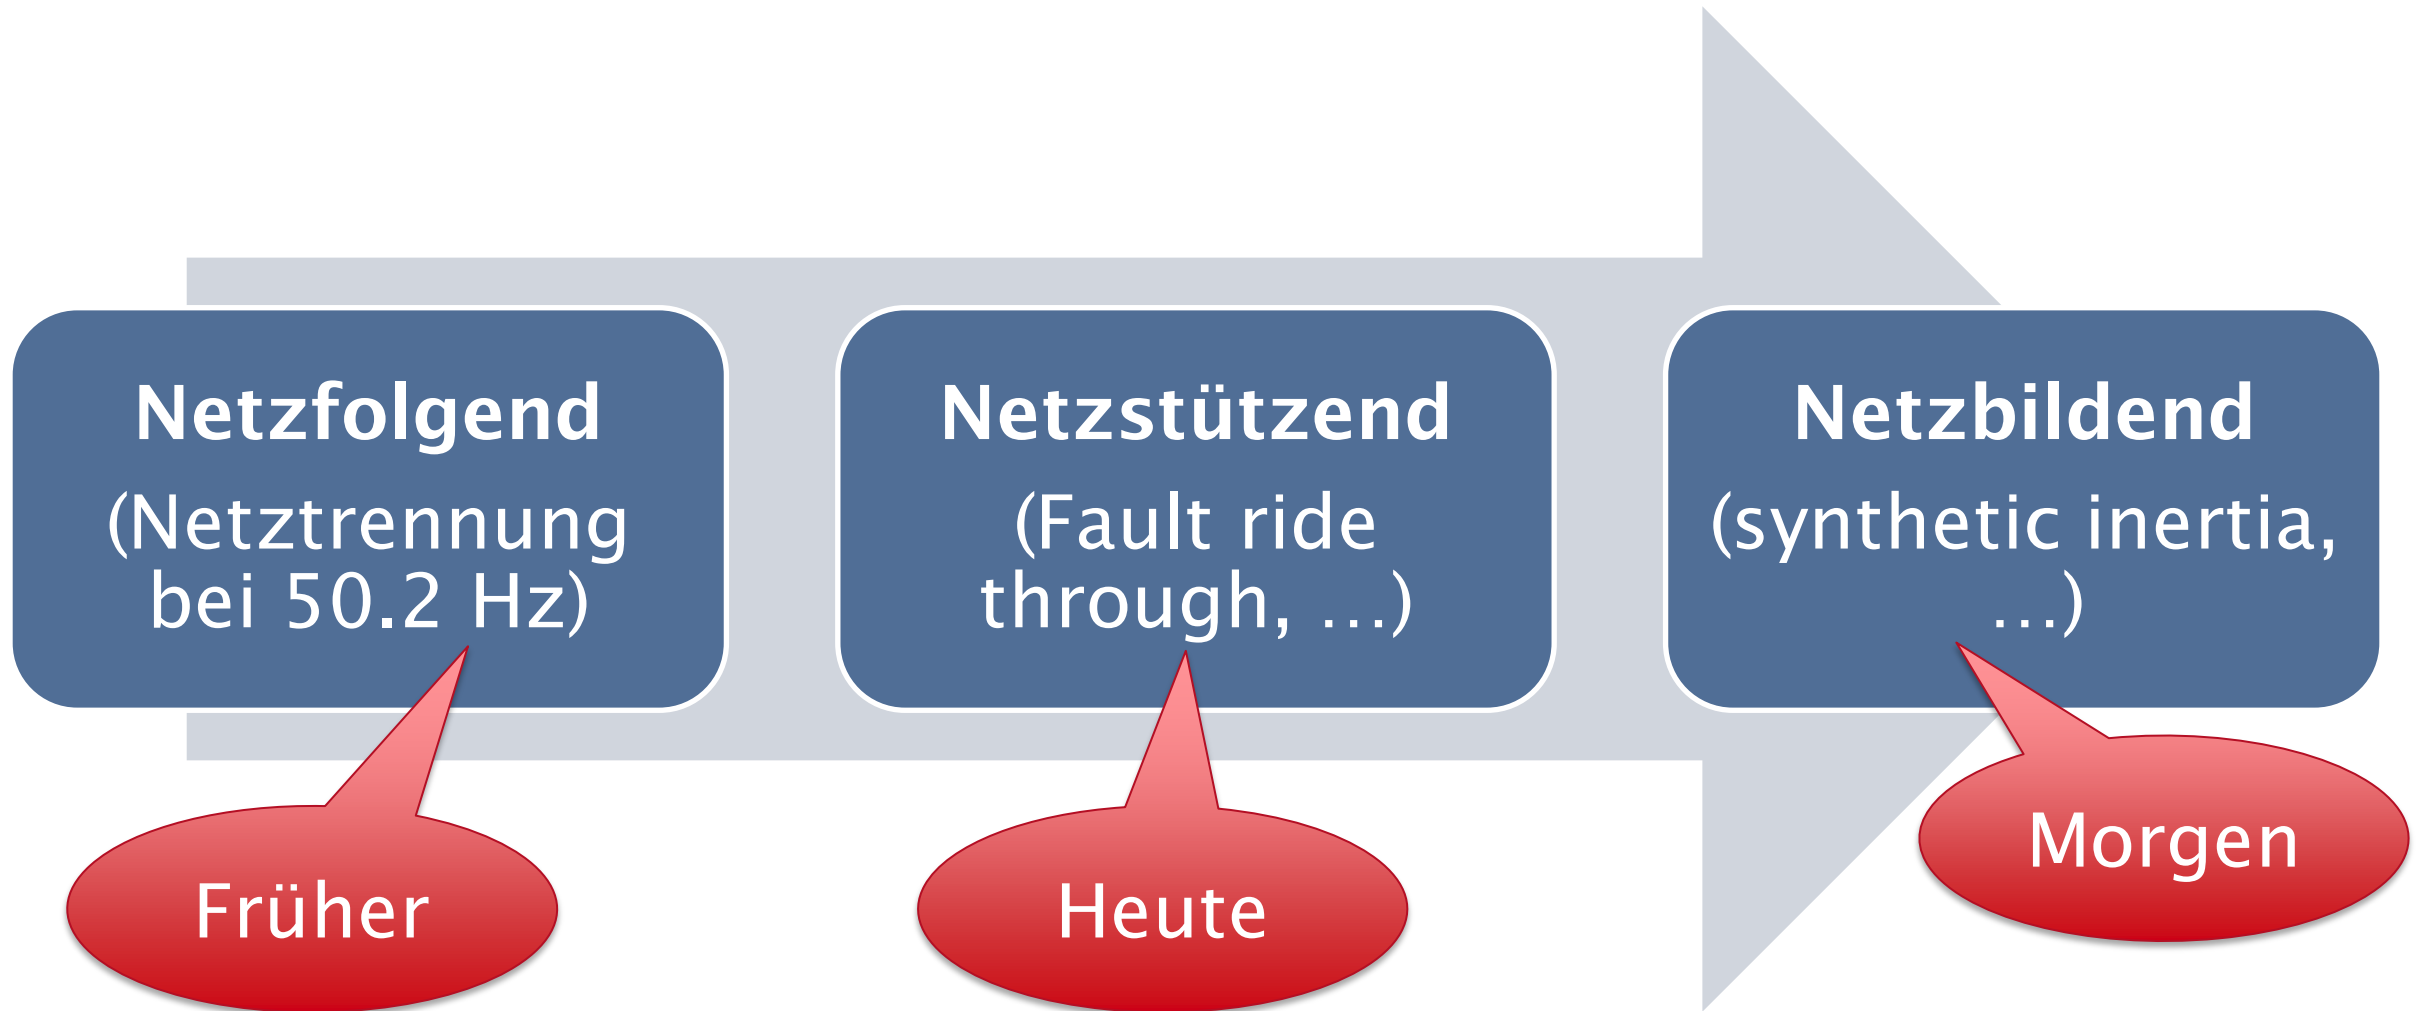 Netzfolgend
(Netztrennung
bei 50.2 Hz)
Netzstützend
(Fault ride
through, …)
Netzbildend
(synthetic inertia,
…)
Früher
Heute
Morgen